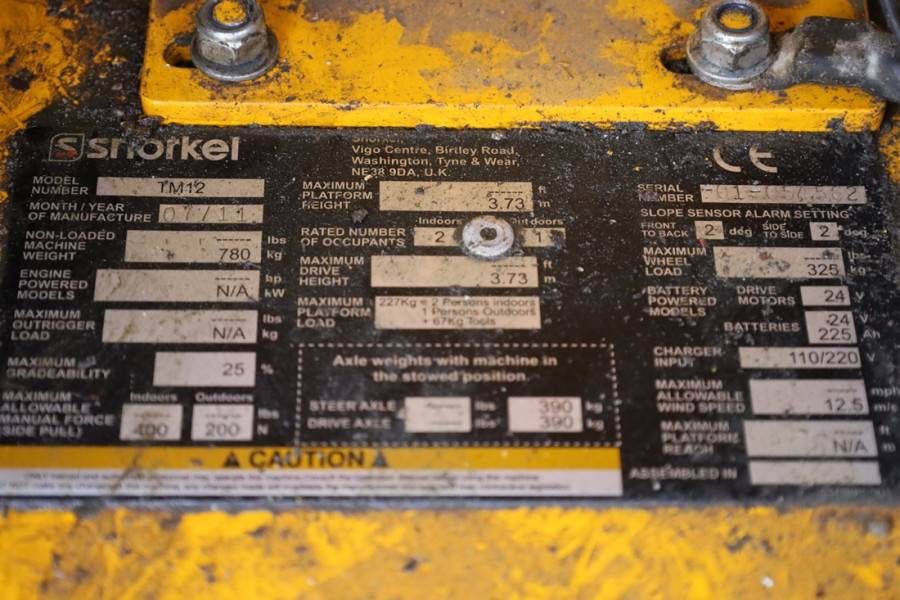 snorkel
Vigo Centre, Birtley Road,
Washington, Tyne & Wear,
NE38 9DA, U.K.
CE
MODEL NUMBER TM12
MONTH / YEAR OF MANUFACTURE 07/11
NON-LOADED MACHINE WEIGHT ----- lbs
780 kg
ENGINE POWERED MODELS ----- hp
N/A kW
MAXIMUM OUTRIGGER LOAD ----- lbs
N/A kg
MAXIMUM GRADEABILITY 25 %
MAXIMUM ALLOWABLE MANUAL FORCE (SIDE PULL)
Indoors Outdoors
----- ----- lbs
400 200 N
MAXIMUM PLATFORM HEIGHT ----- ft
3.73 m
Indoors Outdoors
RATED NUMBER OF OCCUPANTS 2 1
MAXIMUM DRIVE HEIGHT ----- ft
3.73 m
MAXIMUM PLATFORM LOAD
227Kg = 2 Persons Indoors
1 Persons Outdoors
+ 67Kg Tools
Axle weights with machine in
the stowed position.
STEER AXLE ----- lbs 390 kg
DRIVE AXLE ----- lbs 390 kg
SERIAL NUMBER
SLOPE SENSOR ALARM SETTING
FRONT TO BACK 2 deg SIDE TO SIDE 2 deg
MAXIMUM WHEEL LOAD ----- lbs
325 kg
BATTERY POWERED MODELS
DRIVE MOTORS 24 V
BATTERIES 24 V
225 Ah
CHARGER INPUT 110/220 V
MAXIMUM ALLOWABLE WIND SPEED ----- mph
12.5 m/s
MAXIMUM PLATFORM REACH ----- ft
N/A m
ASSEMBLED IN
CAUTION